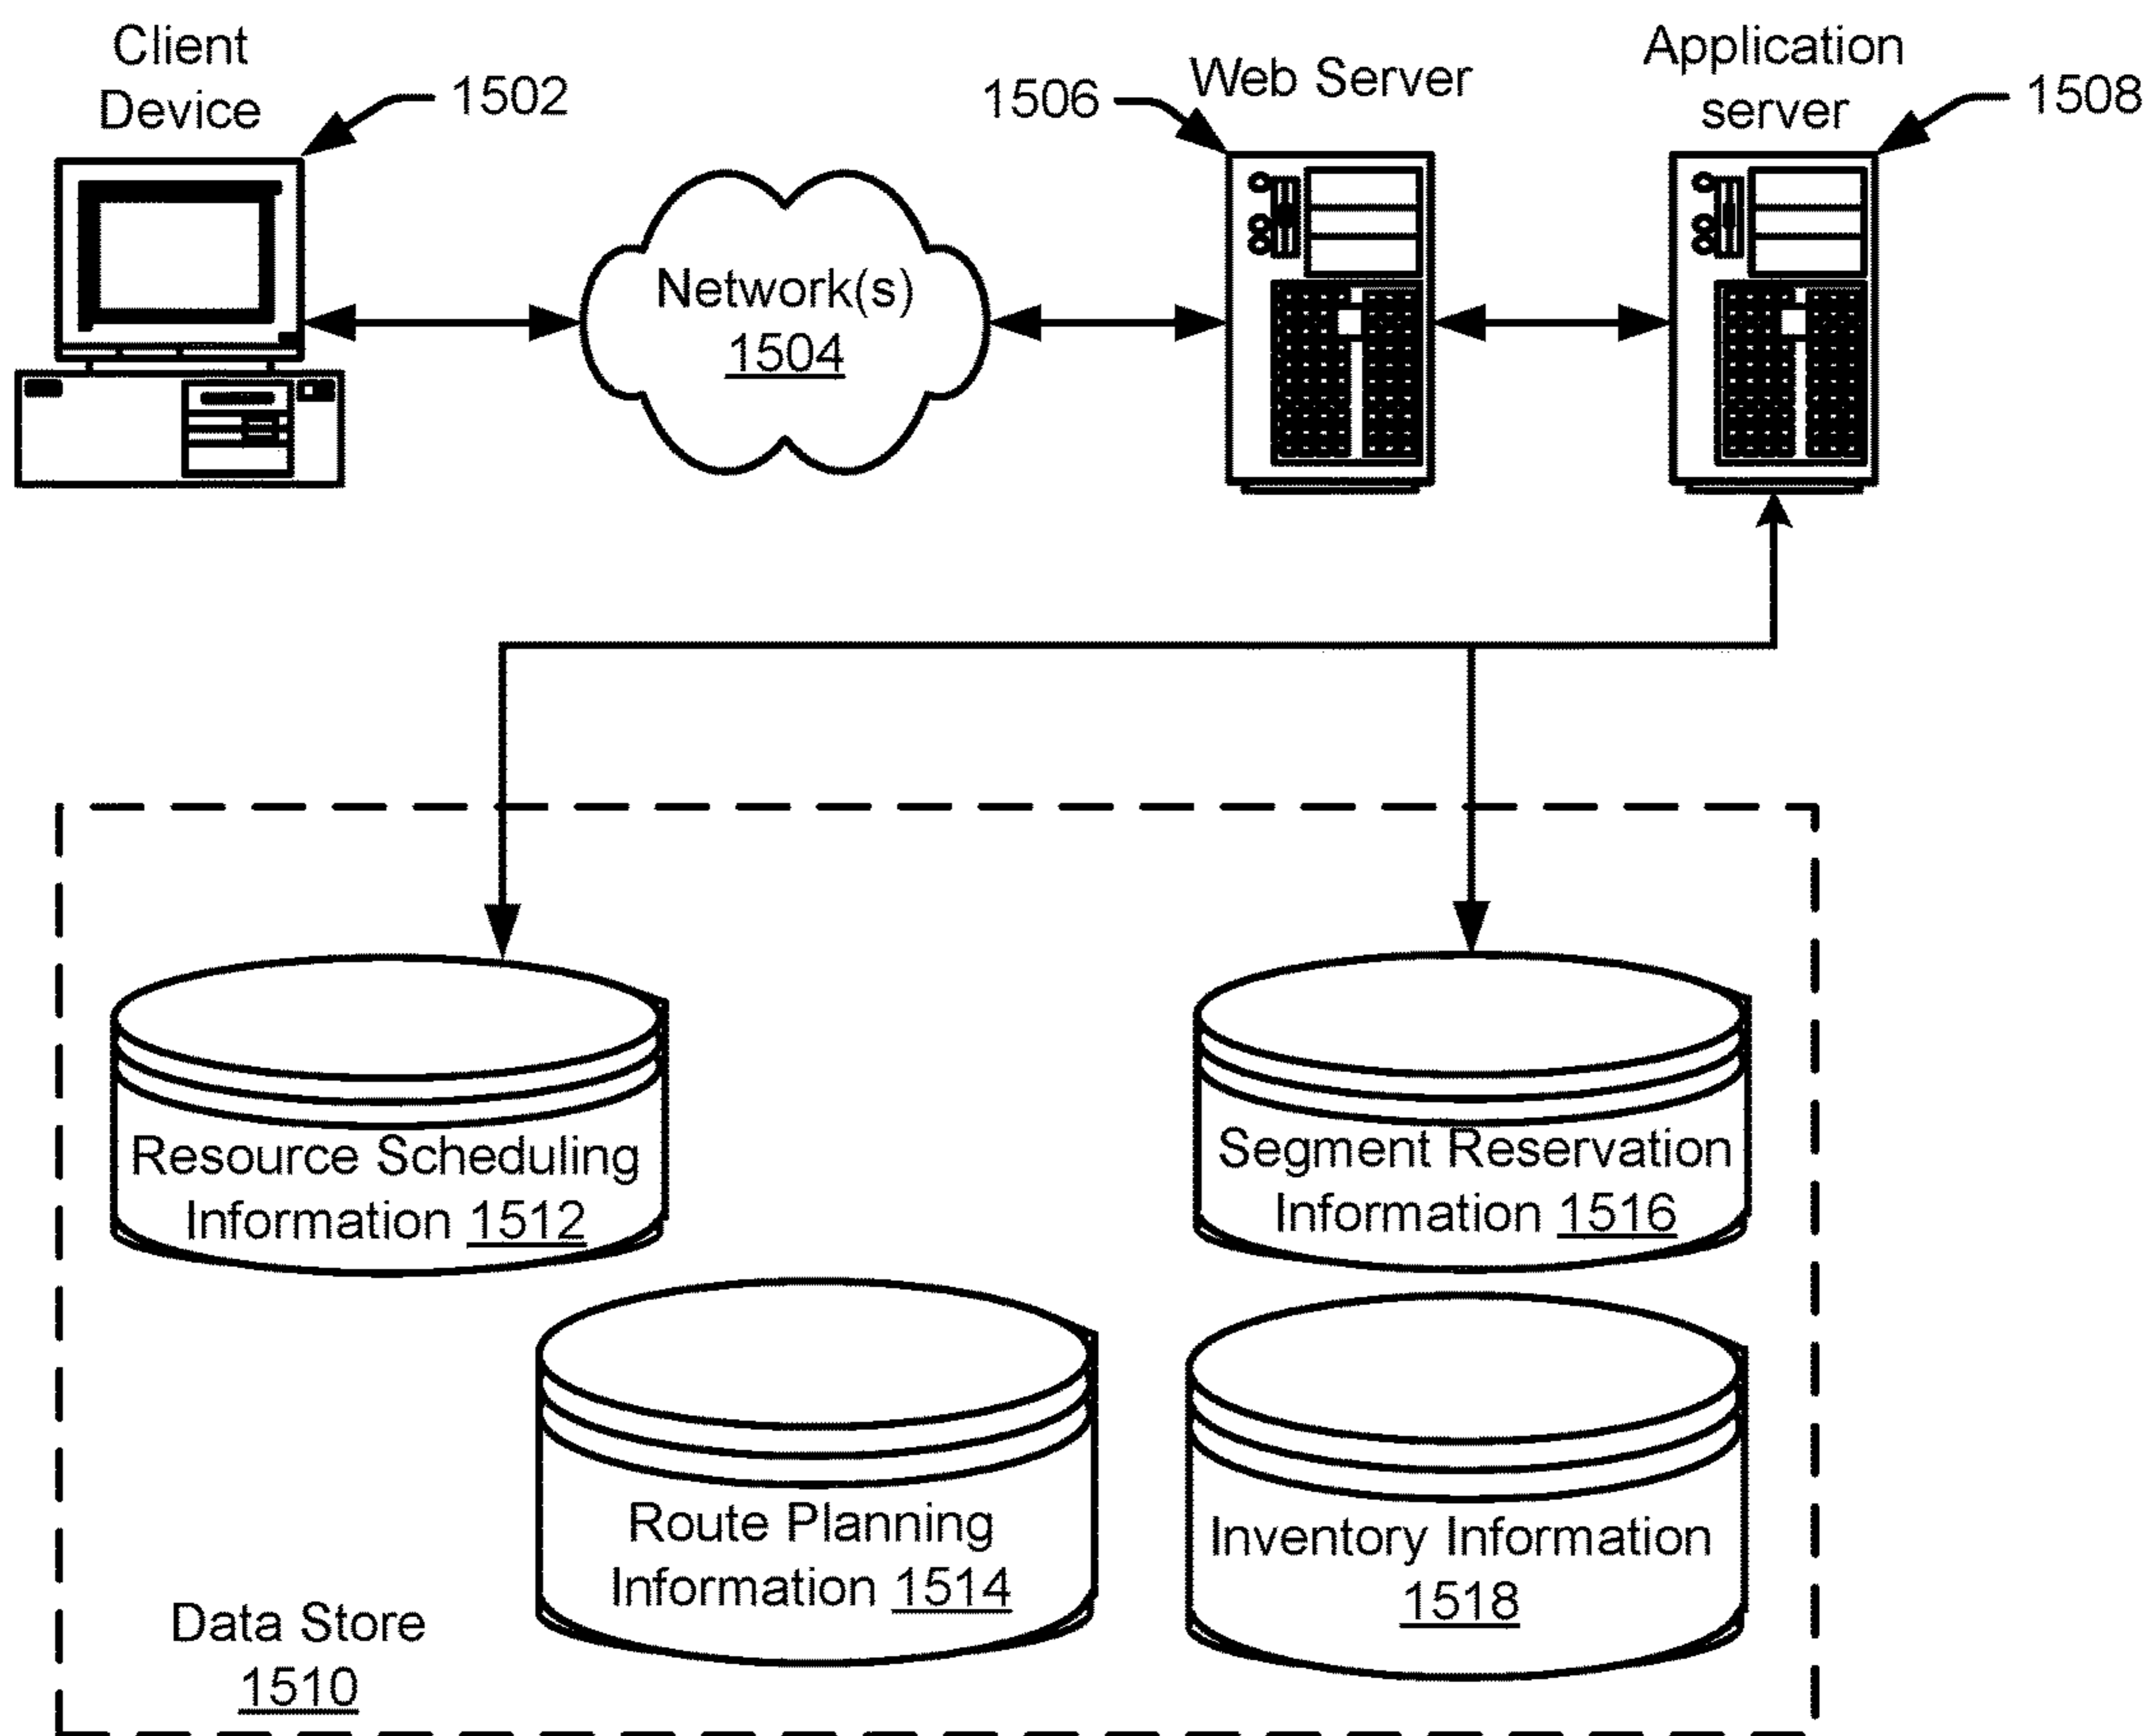 Client
Device
1502
1506
Web Server
Application
server
1508
Network(s)
1504
Resource Scheduling
Information 1512
Segment Reservation
Information 1516
Route Planning
Information 1514
Inventory Information
1518
Data Store
1510